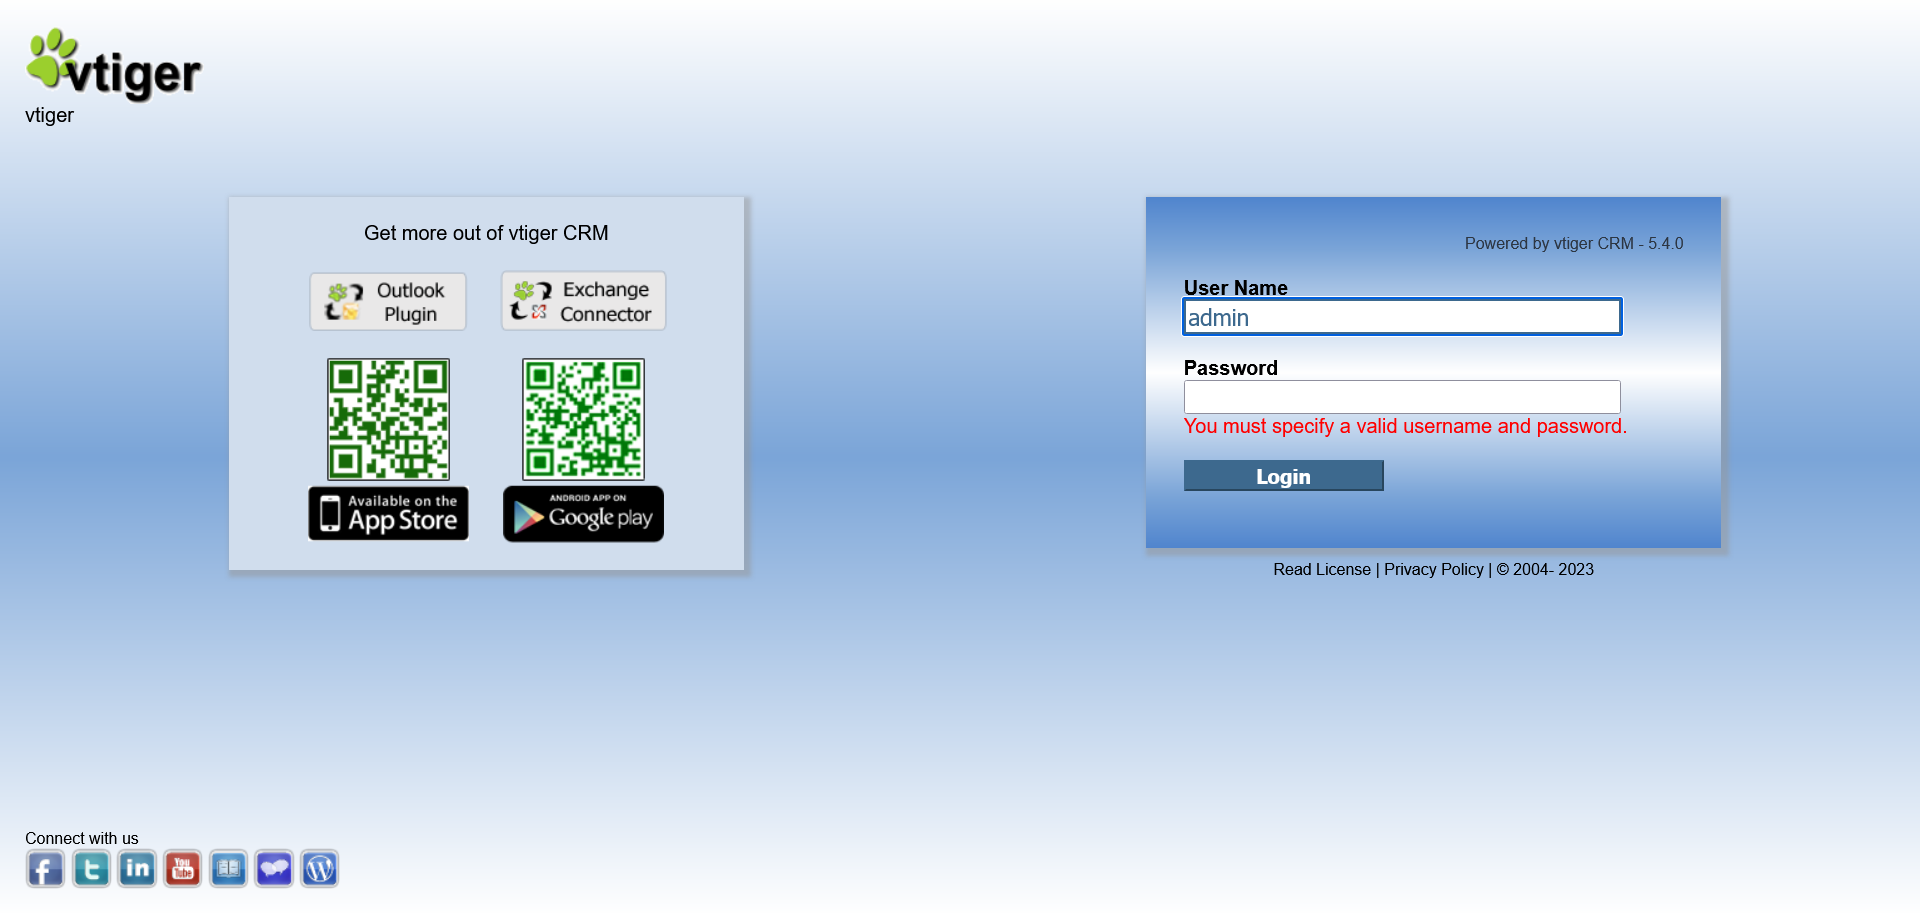 vtiger
vtiger
Get more out of vtiger CRM
Outlook
Plugin
Exchange
Connector
Available on the
App Store
ANDROID APP ON
Google play
Powered by vtiger CRM - 5.4.0
User Name
admin
Password
You must specify a valid username and password.
Login
Read License | Privacy Policy | © 2004- 2023
Connect with us
f
t
in
You
Tube
W